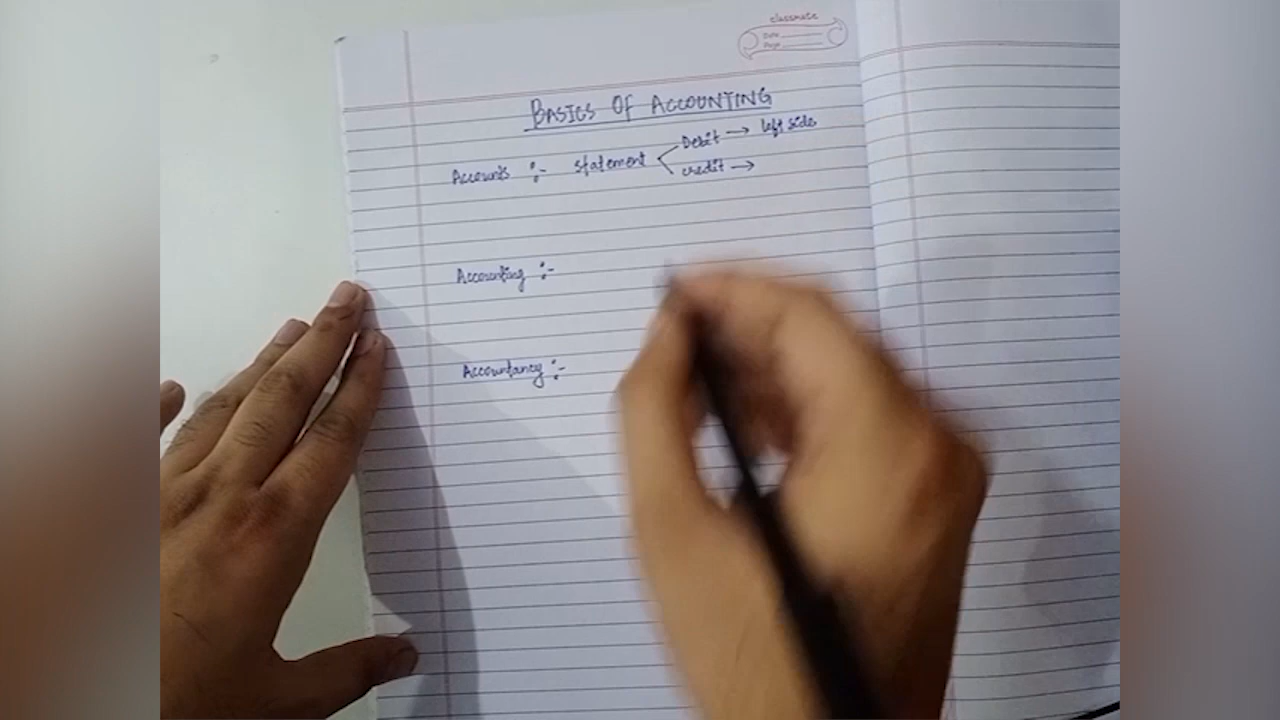 classmate
Date
Page
BASICS OF ACCOUNTING
Accounts :- statement
Debit → left side
credit →
Accounting :-
Accountancy :-